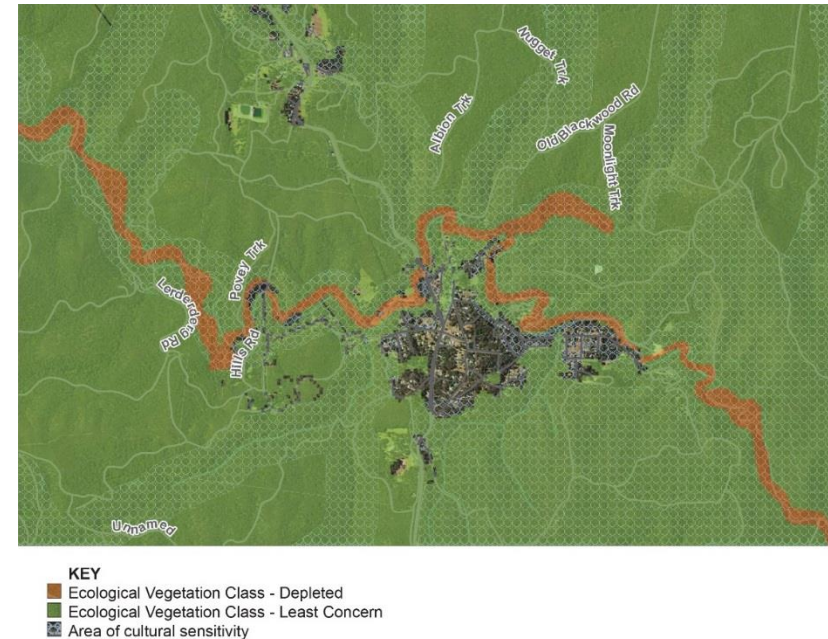 Nugget Trk
Albion Trk
Old Blackwood Rd
Moonlight Trk
Povey Trk
Lerderderg Rd
Hills Rd
Unnamed
KEY
Ecological Vegetation Class - Depleted
Ecological Vegetation Class - Least Concern
Area of cultural sensitivity